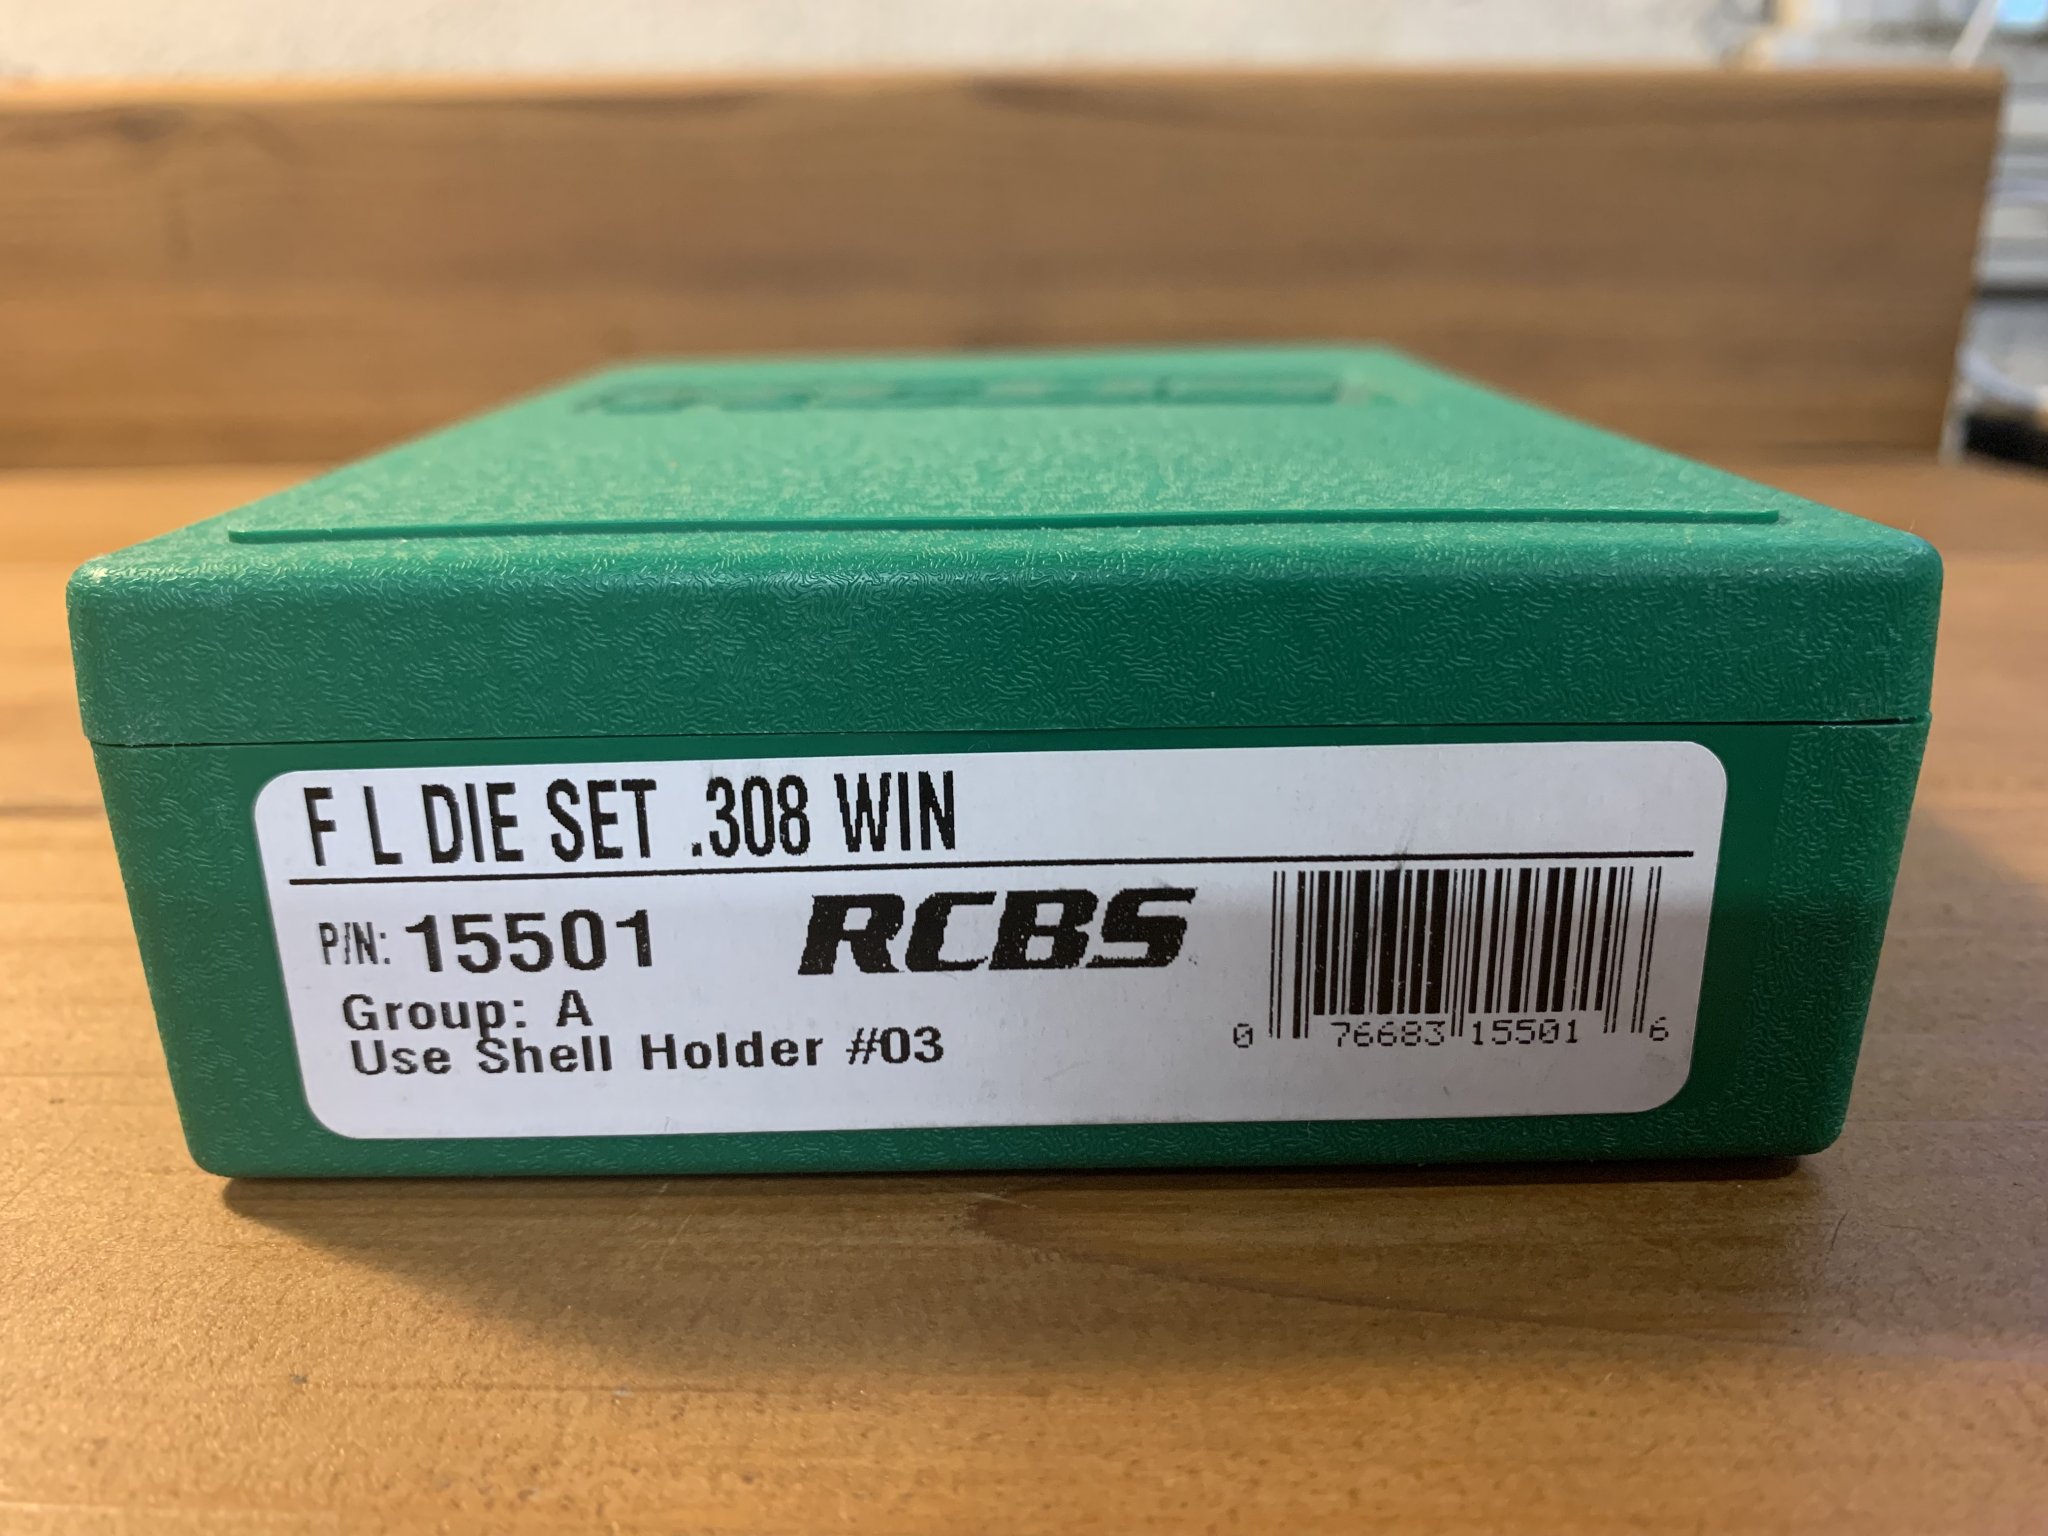 F L DIE SET .308 WIN
P/N: 15501
RCBS
Group: A
Use Shell Holder #03
0 76683 15501 6